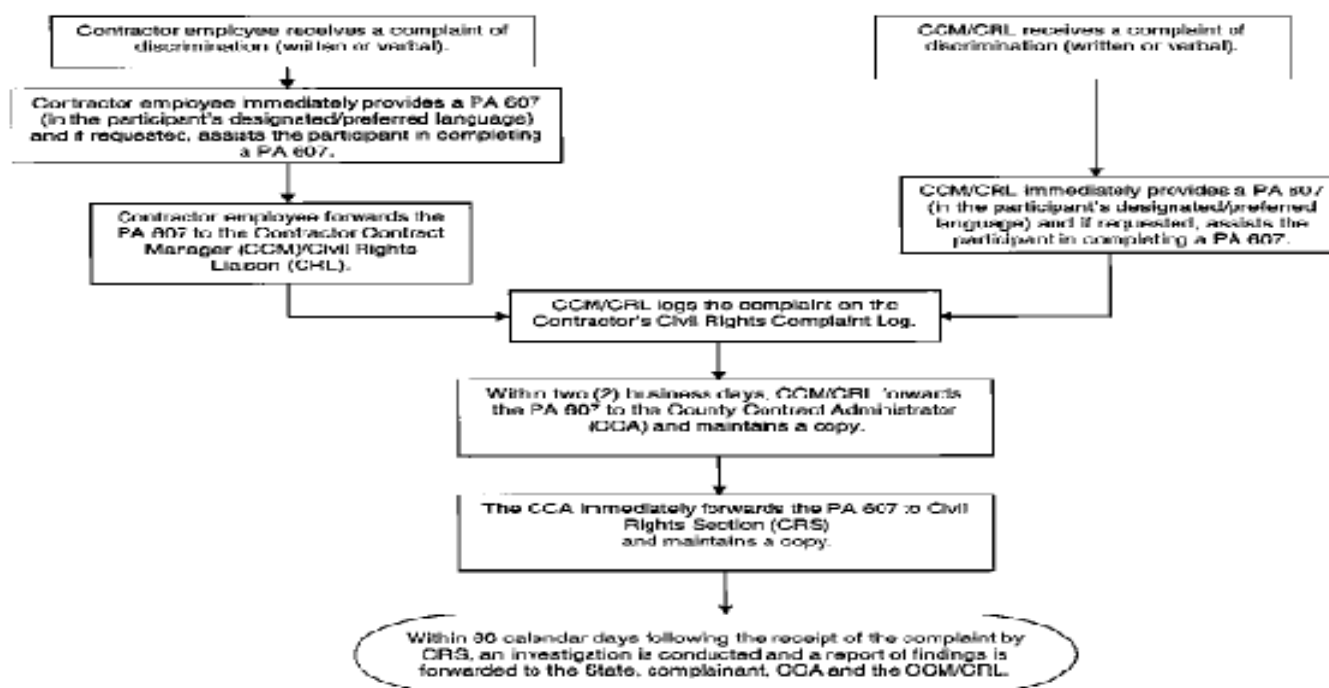 Contractor employee receives a complaint of
discrimination (written or verbal).
CCM/CRL receives a complaint of
discrimination (written or verbal).
Contractor employee immediately provides a PA 607
(in the participant's designated/preferred language)
and if requested, assists the participant in completing
a PA 607.
CCM/CRL immediately provides a PA 607
(in the participant's designated/preferred
language) and if requested, assists the
participant in completing a PA 607.
Contractor employee forwards the
PA 607 to the Contractor Contract
Manager (CCM)/Civil Rights
Liaison (CRL).
CCM/CRL logs the complaint on the
Contractor's Civil Rights Complaint Log.
Within two (2) business days, CCM/CRL forwards
the PA 607 to the County Contract Administrator
(CCA) and maintains a copy.
The CCA immediately forwards the PA 607 to Civil
Rights Section (CRS)
and maintains a copy.
Within calendar days following the receipt of the complaint by
CRS, an investigation is conducted and a report of findings is
forwarded to the State, complainant, CCA and the CCM/CRL.